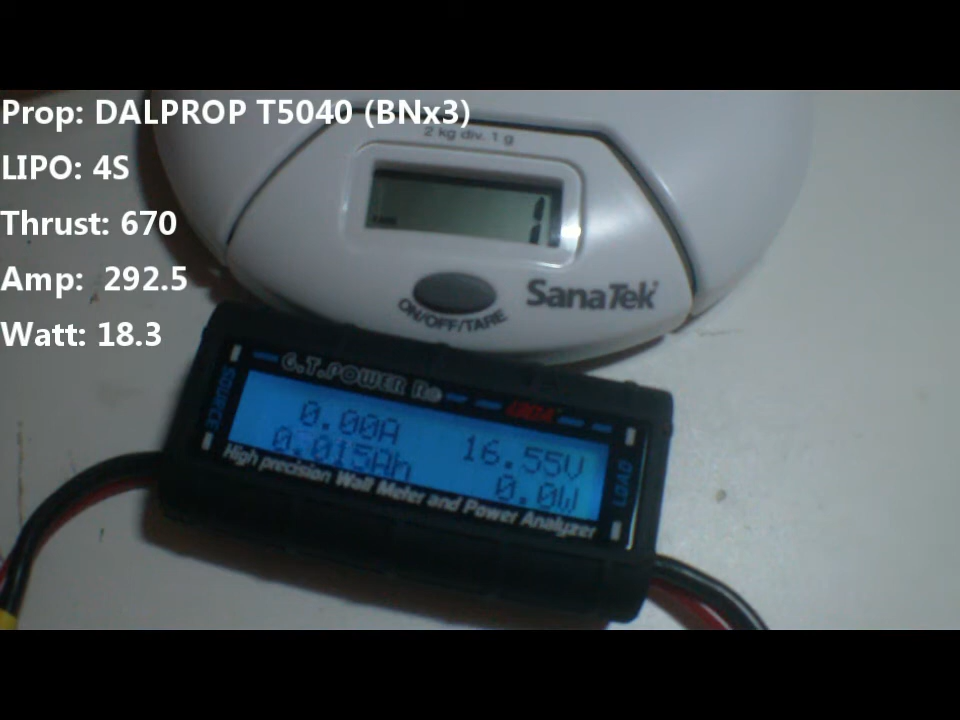 Prop: DALPROP T5040 (BNx3)
LIPO: 4S
Thrust: 670
Amp: 292.5
Watt: 18.3
2 kg div. 1 g
1
ON/OFF/TARE
SanaTek
G.T.POWER RC
130A
SOURCE
LOAD
0.00A
16.55V
0.015Ah
0.0W
High precision Watt Meter and Power Analyzer